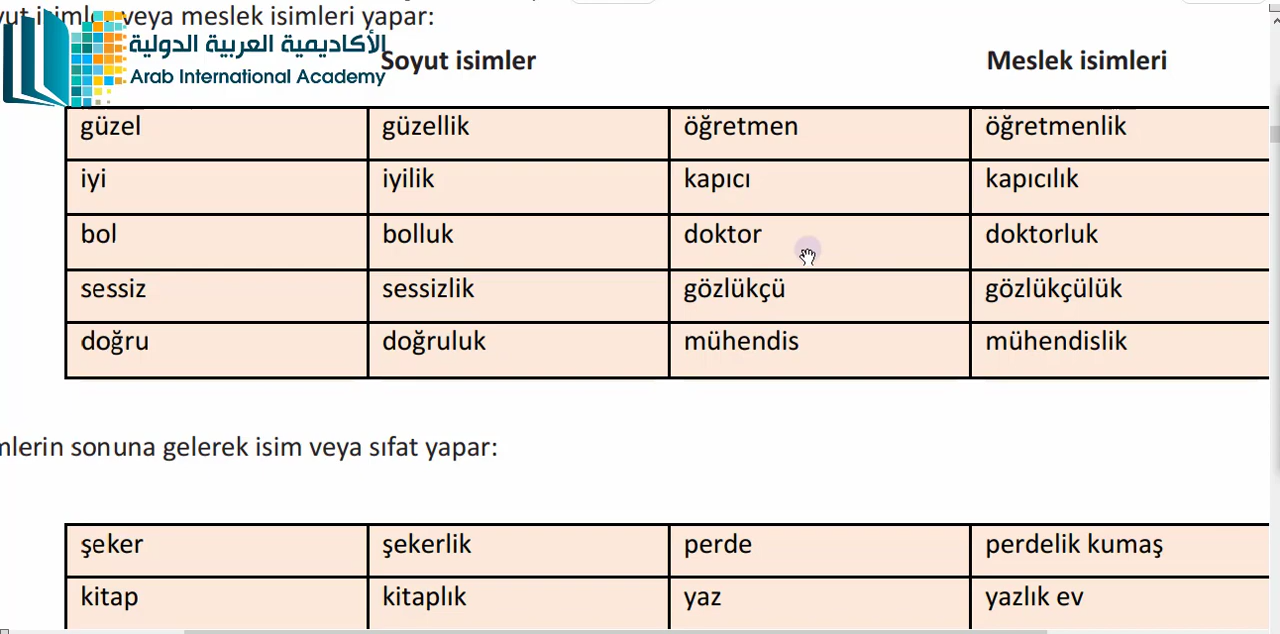 veya meslek isimleri yapar:
الأكاديمية العربية الدولية
Arab International Academy
Soyut isimler Meslek isimleri
güzel güzellik öğretmen öğretmenlik
iyi iyilik kapıcı kapıcılık
bol bolluk doktor doktorluk
sessiz sessizlik gözlükçü gözlükçülük
doğru doğruluk mühendis mühendislik
mlerin sonuna gelerek isim veya sıfat yapar:
şeker şekerlik perde perdelik kumaş
kitap kitaplık yaz yazlık ev